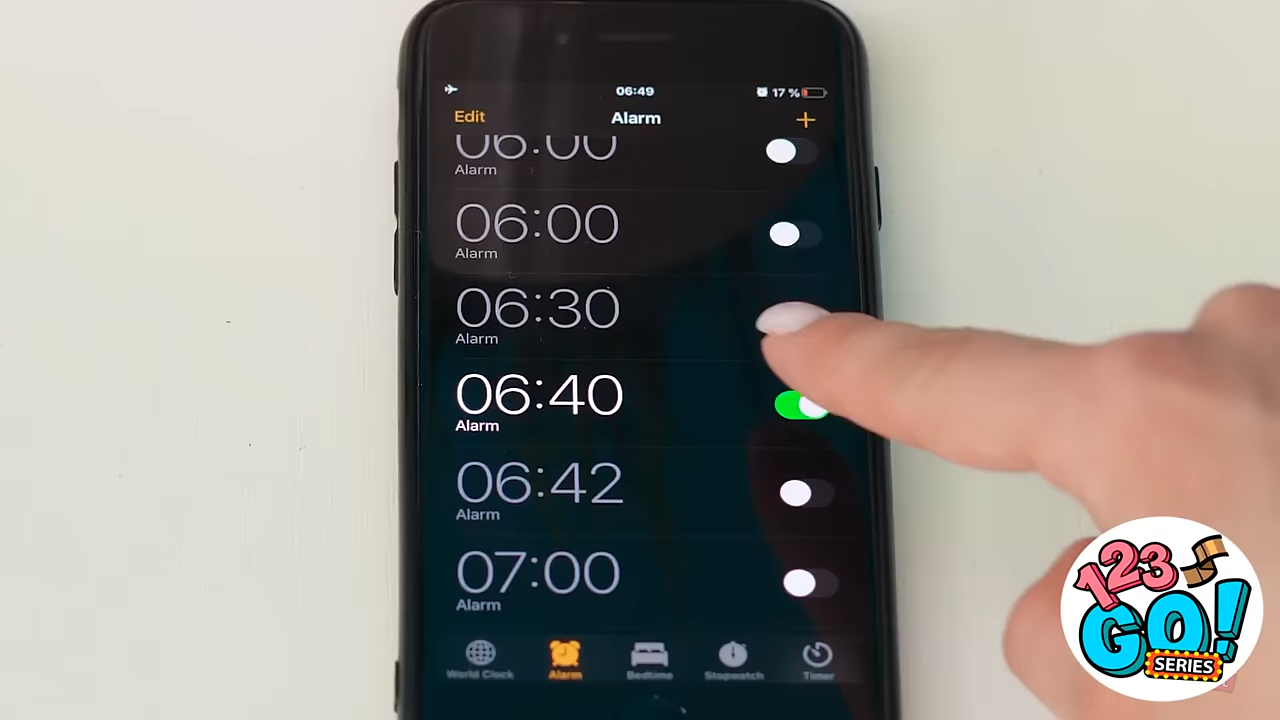 06:49
17 %
Edit
Alarm
+
06:00
Alarm
06:00
Alarm
06:30
Alarm
06:40
Alarm
06:42
Alarm
07:00
Alarm
World Clock
Alarm
Bedtime
Stopwatch
Timer
123
GO!
SERIES